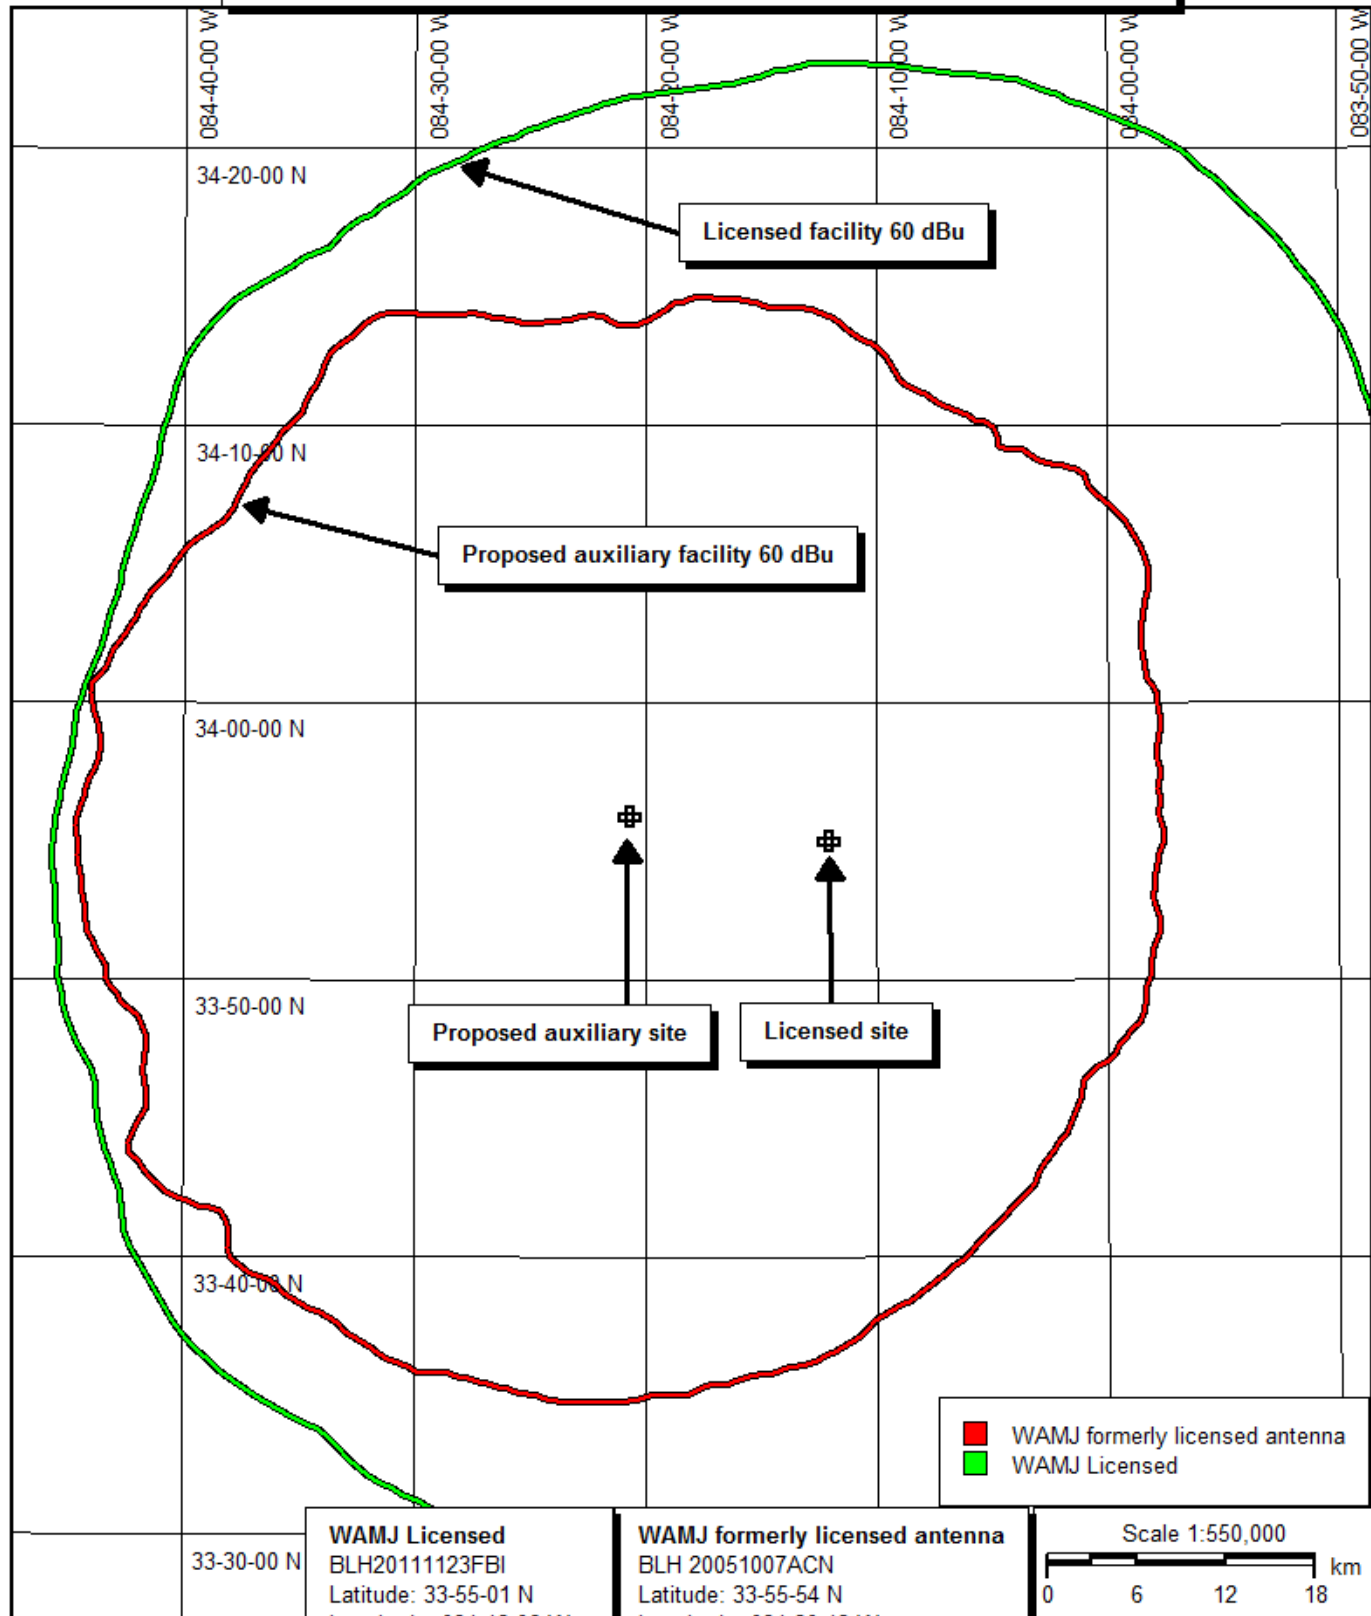 084-40-00 W
084-30-00 W
084-20-00 W
084-10-00 W
084-00-00 W
083-50-00 W
34-20-00 N
Licensed facility 60 dBu
34-10-00 N
Proposed auxiliary facility 60 dBu
34-00-00 N
33-50-00 N
Proposed auxiliary site
Licensed site
33-40-00 N
WAMJ formerly licensed antenna
WAMJ Licensed
33-30-00 N
WAMJ Licensed
BLH20111123FBI
Latitude: 33-55-01 N
WAMJ formerly licensed antenna
BLH 20051007ACN
Latitude: 33-55-54 N
Scale 1:550,000
km
0 6 12 18